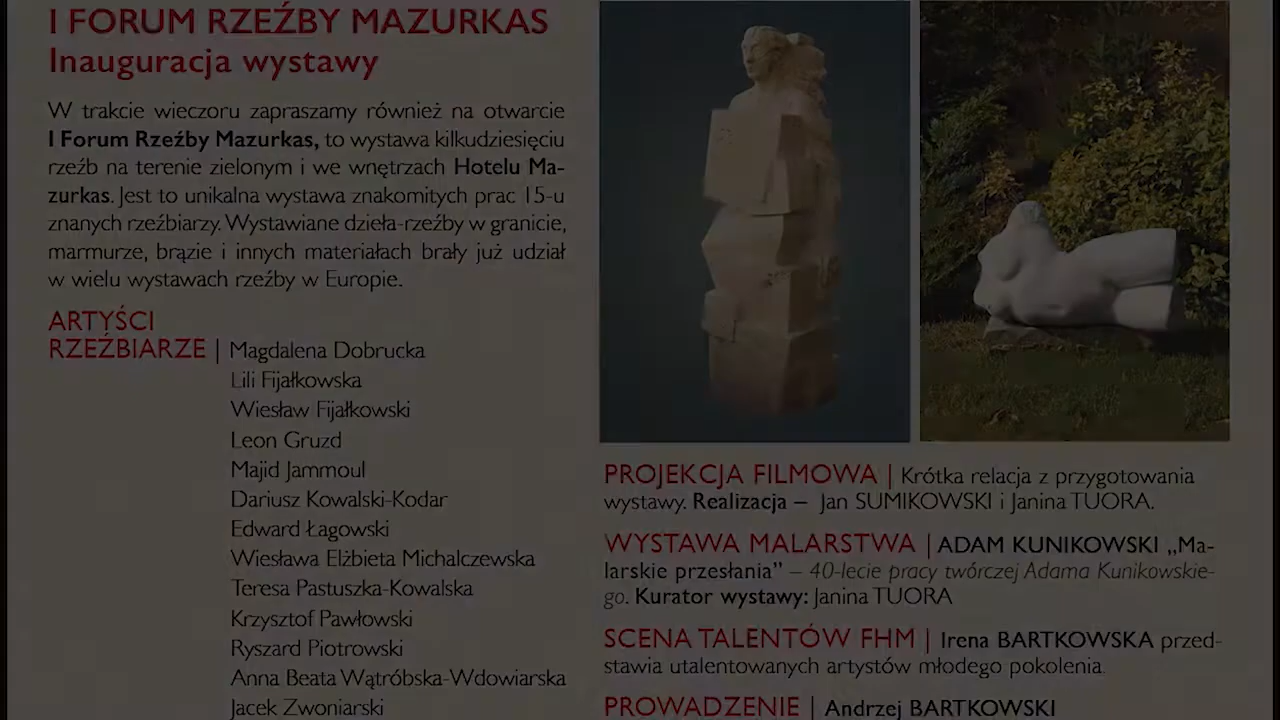 I FORUM RZEŹBY MAZURKAS
Inauguracja wystawy
W trakcie wieczoru zapraszamy również na otwarcie
I Forum Rzeźby Mazurkas, to wystawa kilkudziesięciu
rzeźb na terenie zielonym i we wnętrzach Hotelu Ma-
zurkas. Jest to unikalna wystawa znakomitych prac 15-u
znanych rzeźbiarzy. Wystawiane dzieła-rzeźby w granicie,
marmurze, brązie i innych materiałach brały już udział
w wielu wystawach rzeźby w Europie.
ARTYŚCI
RZEŹBIARZE | Magdalena Dobrucka
Lili Fijałkowska
Wiesław Fijałkowski
Leon Gruzd
Majid Jammoul
Dariusz Kowalski-Kodar
Edward Łagowski
Wiesława Elżbieta Michalczewska
Teresa Pastuszka-Kowalska
Krzysztof Pawłowski
Ryszard Piotrowski
Anna Beata Wątróbska-Wdowiarska
Jacek Zwoniarski
PROJEKCJA FILMOWA | Krótka relacja z przygotowania
wystawy. Realizacja – Jan SUMIKOWSKI i Janina TUORA.
WYSTAWA MALARSTWA | ADAM KUNIKOWSKI „Ma-
larskie przesłania” – 40-lecie pracy twórczej Adama Kunikowskie-
go. Kurator wystawy: Janina TUORA
SCENA TALENTÓW FHM | Irena BARTKOWSKA przed-
stawia utalentowanych artystów młodego pokolenia.
PROWADZENIE | Andrzej BARTKOWSKI